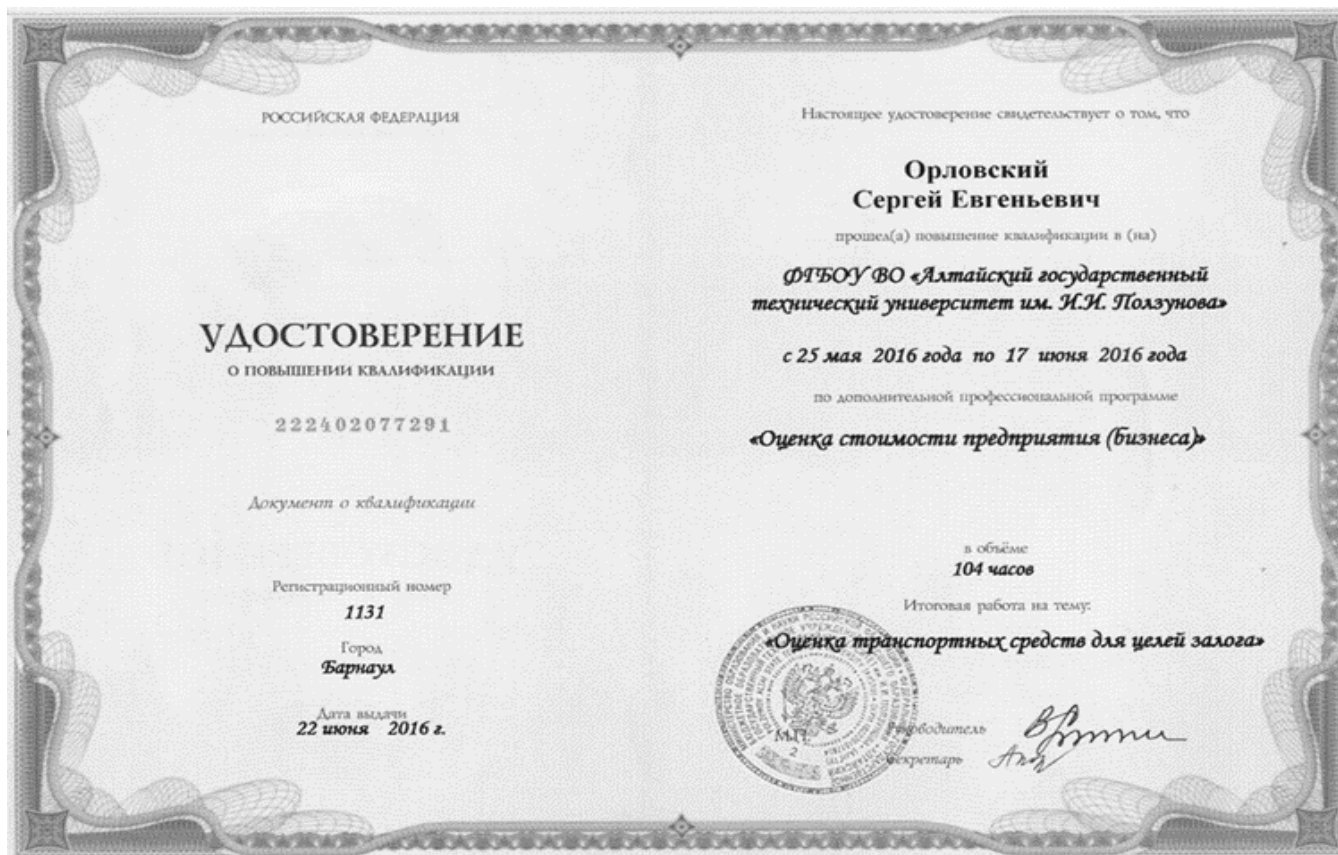 РОССИЙСКАЯ ФЕДЕРАЦИЯ
УДОСТОВЕРЕНИЕ
О ПОВЫШЕНИИ КВАЛИФИКАЦИИ
222402077291
Документ о квалификации
Регистрационный номер
1131
Город
Барнаул
Дата выдачи
22 июня 2016 г.
Настоящее удостоверение свидетельствует о том, что
Орловский
Сергей Евгеньевич
прошел(а) повышение квалификации в (на)
ФГБОУ ВО «Алтайский государственный
технический университет им. И.И. Ползунова»
с 25 мая 2016 года по 17 июня 2016 года
по дополнительной профессиональной программе
«Оценка стоимости предприятия (бизнеса)»
в объёме
104 часов
Итоговая работа на тему:
«Оценка транспортных средств для целей залога»
М.П.
2
Руководитель
Секретарь